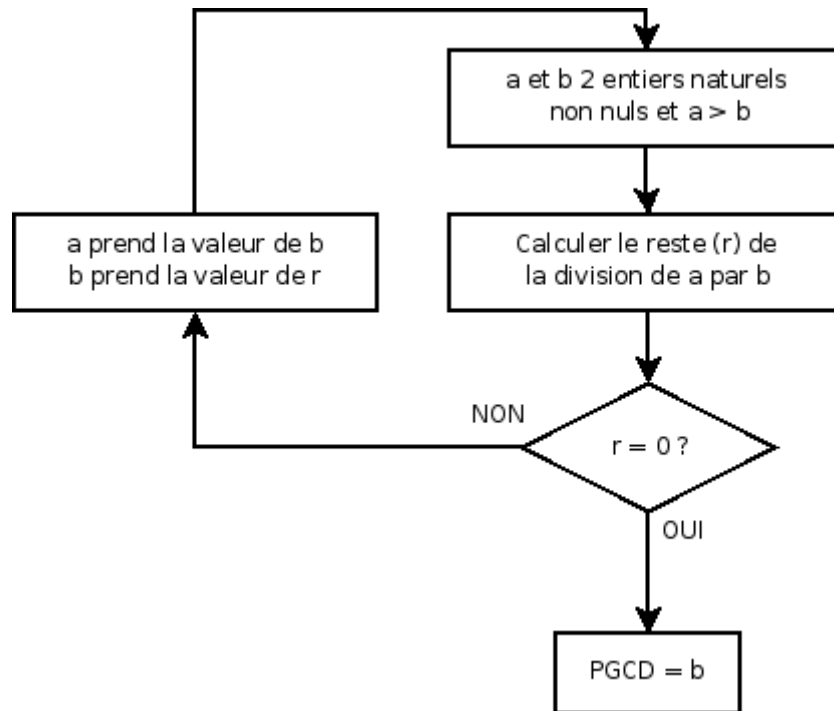 a et b 2 entiers naturels
non nuls et a > b
a prend la valeur de b
b prend la valeur de r
Calculer le reste (r) de
la division de a par b
NON
r = 0 ?
OUI
PGCD = b